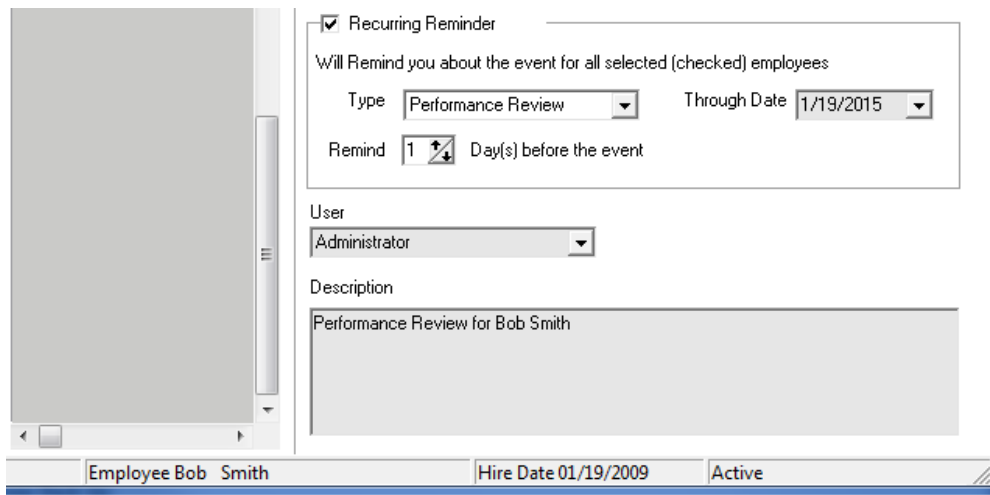 Recurring Reminder
Will Remind you about the event for all selected (checked) employees
Type Performance Review Through Date 1/19/2015
Remind 1 Day(s) before the event
User
Administrator
Description
Performance Review for Bob Smith
Employee Bob Smith Hire Date 01/19/2009 Active